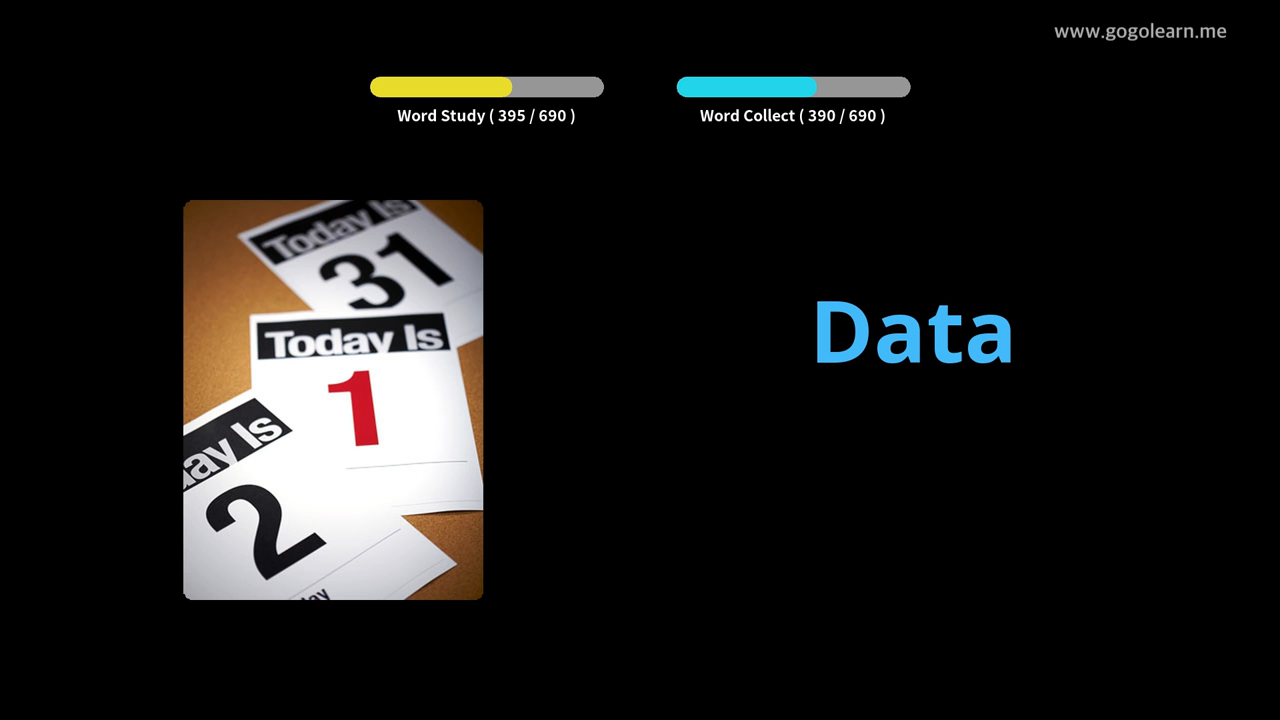 www.gogolearn.me
Word Study ( 395 / 690 )
Word Collect ( 390 / 690 )
Today Is
31
Today Is
1
day Is
2
Data